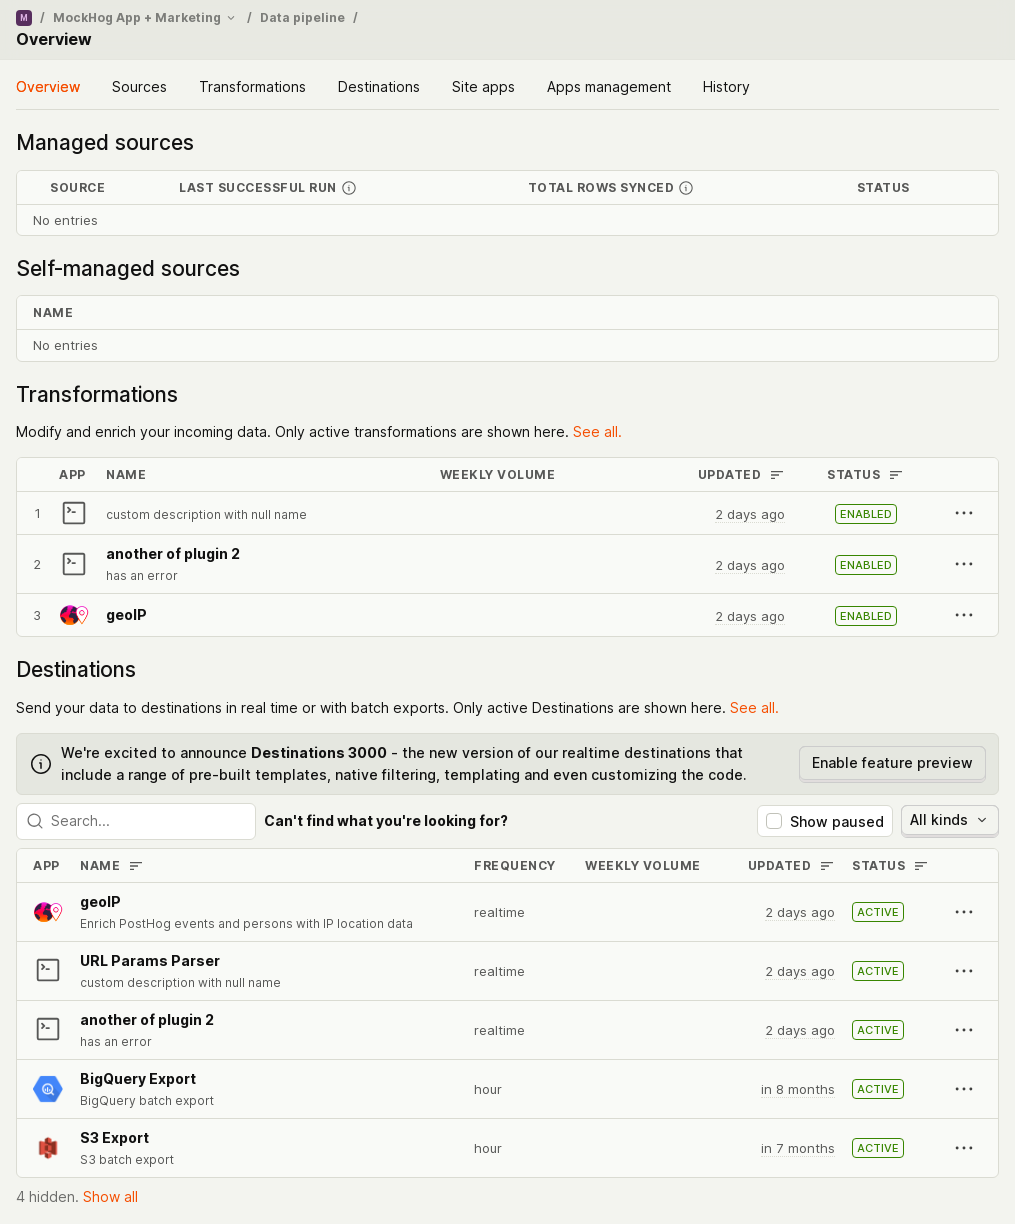 M / MockHog App + Marketing / Data pipeline /
Overview
Overview Sources Transformations Destinations Site apps Apps management History
Managed sources
SOURCE LAST SUCCESSFUL RUN TOTAL ROWS SYNCED STATUS
No entries
Self-managed sources
NAME
No entries
Transformations
Modify and enrich your incoming data. Only active transformations are shown here. See all.
APP NAME WEEKLY VOLUME UPDATED STATUS
1 custom description with null name 2 days ago ENABLED
another of plugin 2
2 2 days ago ENABLED
has an error
3 geoIP 2 days ago ENABLED
Destinations
Send your data to destinations in real time or with batch exports. Only active Destinations are shown here. See all.
We're excited to announce Destinations 3000 - the new version of our realtime destinations that
include a range of pre-built templates, native filtering, templating and even customizing the code.
Enable feature preview
Search... Can't find what you're looking for? Show paused All kinds
APP NAME FREQUENCY WEEKLY VOLUME UPDATED STATUS
geoIP
Enrich PostHog events and persons with IP location data
realtime 2 days ago ACTIVE
URL Params Parser
custom description with null name
realtime 2 days ago ACTIVE
another of plugin 2
has an error
realtime 2 days ago ACTIVE
BigQuery Export
BigQuery batch export
hour in 8 months ACTIVE
S3 Export
S3 batch export
hour in 7 months ACTIVE
4 hidden. Show all